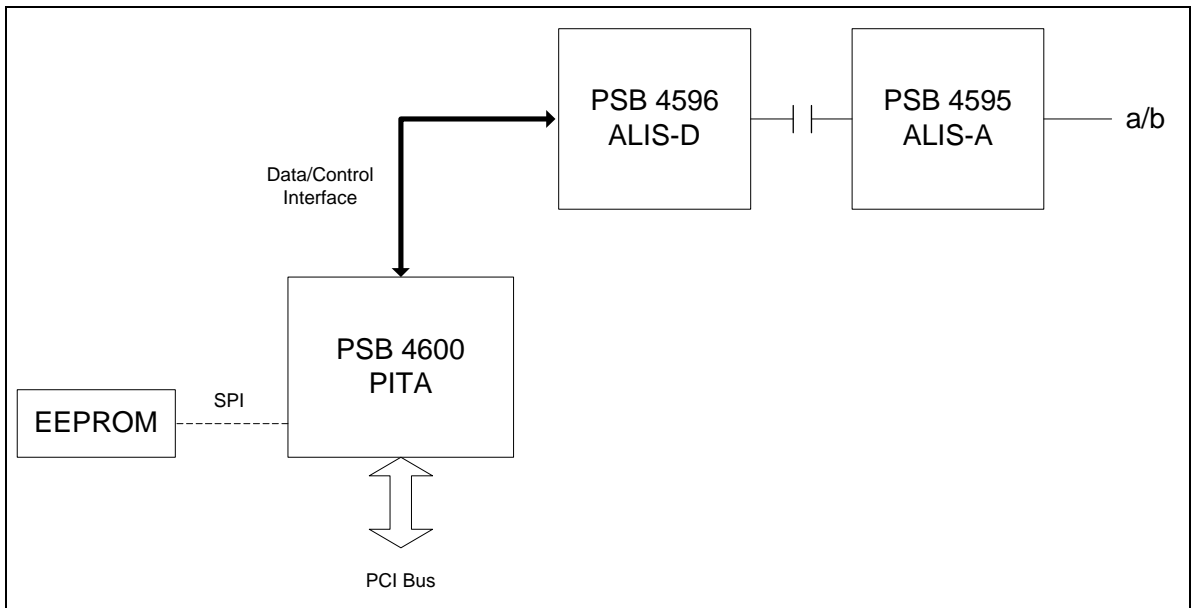 PSB 4596
ALIS-D
PSB 4595
ALIS-A
a/b
Data/Control
Interface
PSB 4600
PITA
SPI
EEPROM
PCI Bus